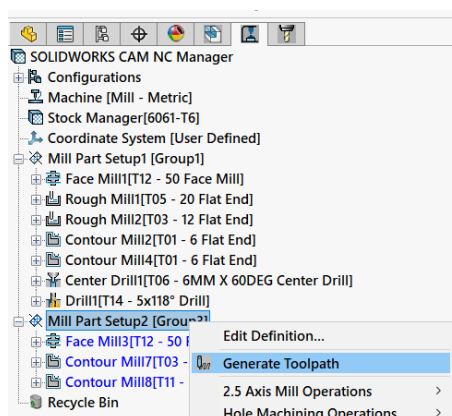 SOLIDWORKS CAM NC Manager
Configurations
Machine [Mill - Metric]
Stock Manager[6061-T6]
Coordinate System [User Defined]
Mill Part Setup1 [Group1]
Face Mill1[T12 - 50 Face Mill]
Rough Mill1[T05 - 20 Flat End]
Rough Mill2[T03 - 12 Flat End]
Contour Mill2[T01 - 6 Flat End]
Contour Mill4[T01 - 6 Flat End]
Center Drill1[T06 - 6MM X 60DEG Center Drill]
Drill1[T14 - 5x118° Drill]
Mill Part Setup2
Face Mill3[T12 - 50
Contour Mill7[T03 -
Contour Mill8[T11 -
Recycle Bin
Edit Definition...
Generate Toolpath
2.5 Axis Mill Operations
Hole Machining Operations